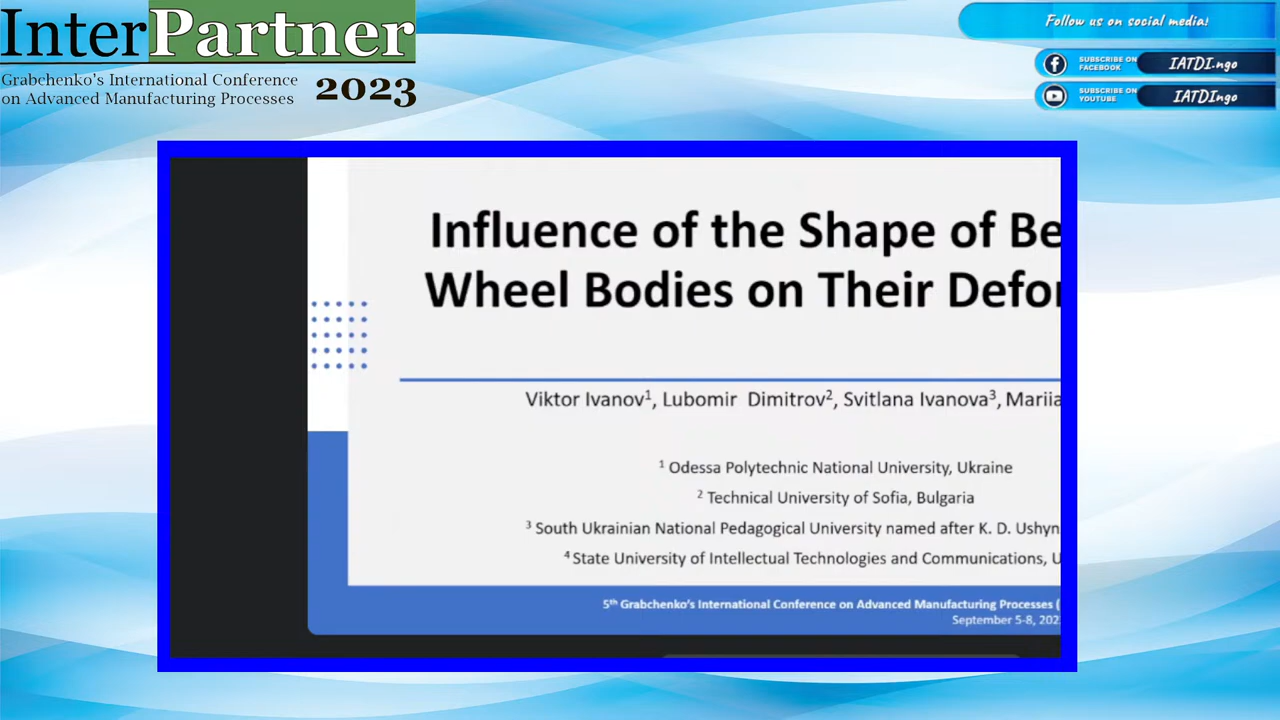 InterPartner
Grabchenko's International Conference
on Advanced Manufacturing Processes
2023
Follow us on social media!
SUBSCRIBE ON
FACEBOOK
IATDI.ngo
SUBSCRIBE ON
YOUTUBE
IATDIngo
Influence of the Shape of Be
Wheel Bodies on Their Defor
Viktor Ivanov1, Lubomir Dimitrov2, Svitlana Ivanova3, Mariia
1 Odessa Polytechnic National University, Ukraine
2 Technical University of Sofia, Bulgaria
3 South Ukrainian National Pedagogical University named after K. D. Ushyn
4 State University of Intellectual Technologies and Communications, U
5th Grabchenko's International Conference on Advanced Manufacturing Processes (
September 5-8, 202